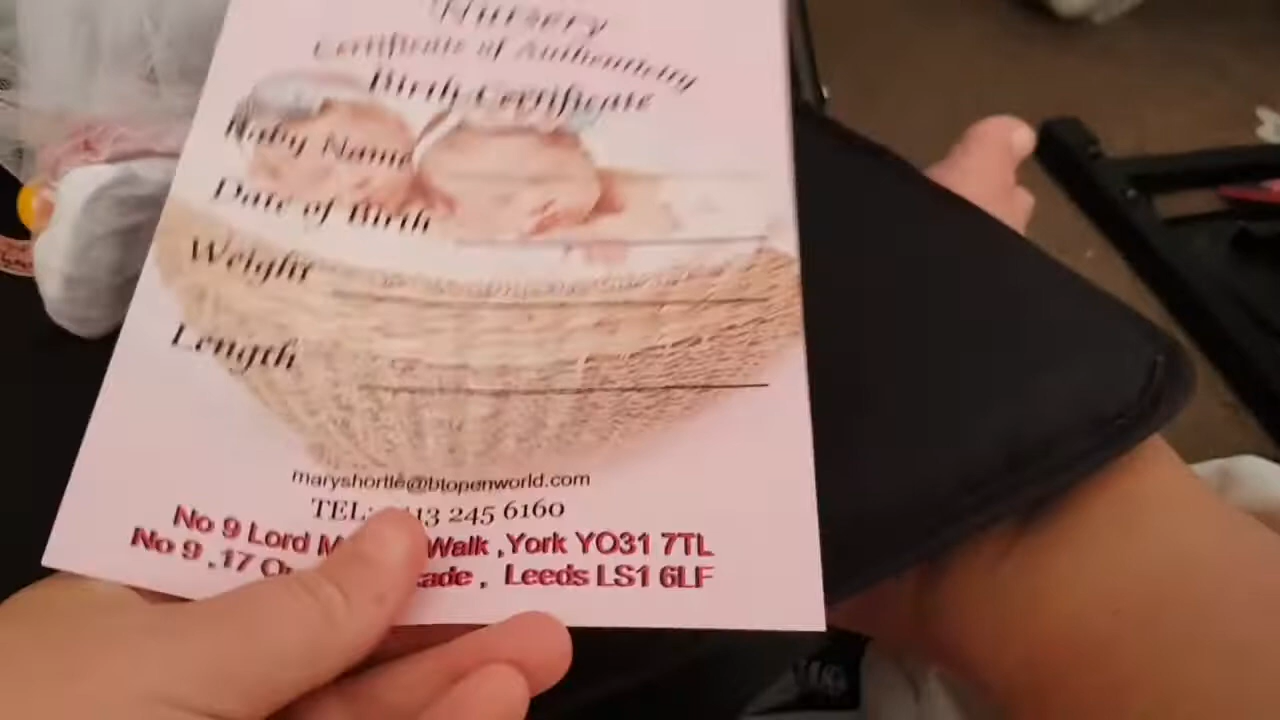 Nursery
Certificate of Authenticity
Birth Certificate
Baby Name
Date of Birth
Weight
Length
maryshortle@btopenworld.com
TEL: 13 245 6160
No 9 Lord M Walk ,York YO31 7TL
No 9 ,17 ade , Leeds LS1 6LF